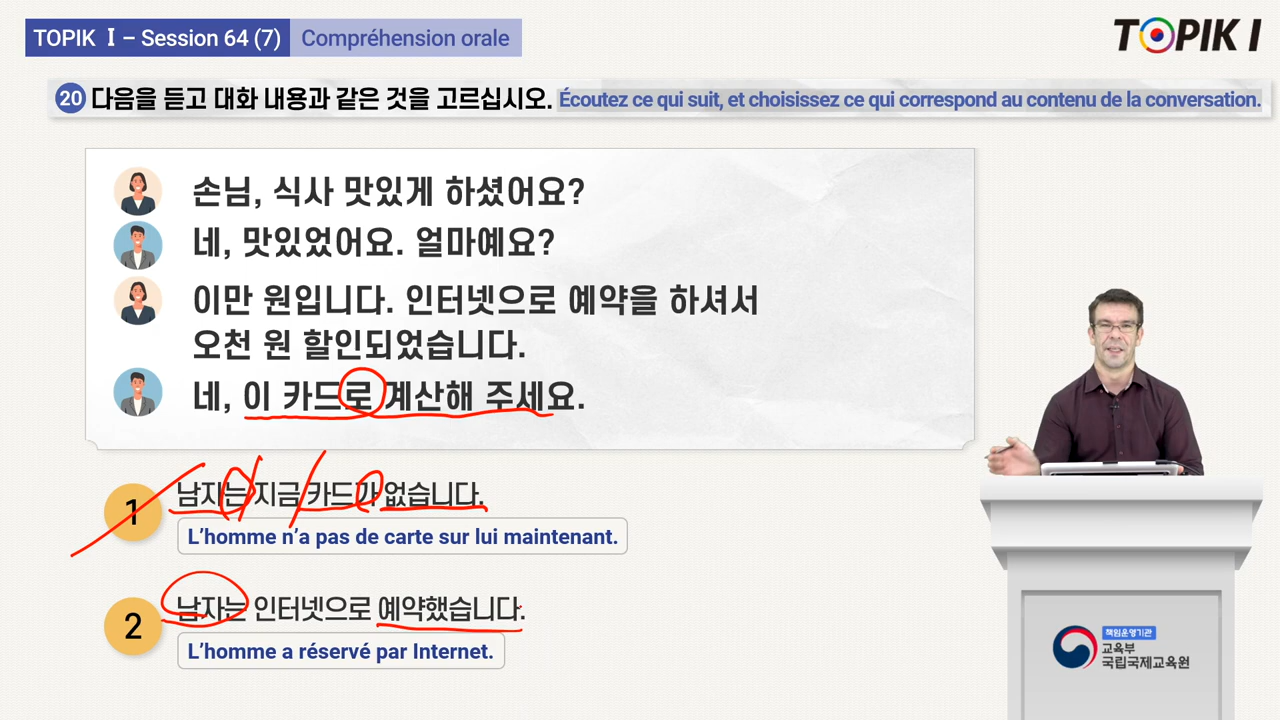 TOPIK Ⅰ – Session 64 (7) Compréhension orale
TOPIK I
20 다음을 듣고 대화 내용과 같은 것을 고르십시오. Écoutez ce qui suit, et choisissez ce qui correspond au contenu de la conversation.
손님, 식사 맛있게 하셨어요?
네, 맛있었어요. 얼마예요?
이만 원입니다. 인터넷으로 예약을 하셔서
오천 원 할인되었습니다.
네, 이 카드로 계산해 주세요.
1 남자는 지금 카드가 없습니다.
L’homme n’a pas de carte sur lui maintenant.
2 남자는 인터넷으로 예약했습니다.
L’homme a réservé par Internet.
책임운영기관
교육부
국립국제교육원